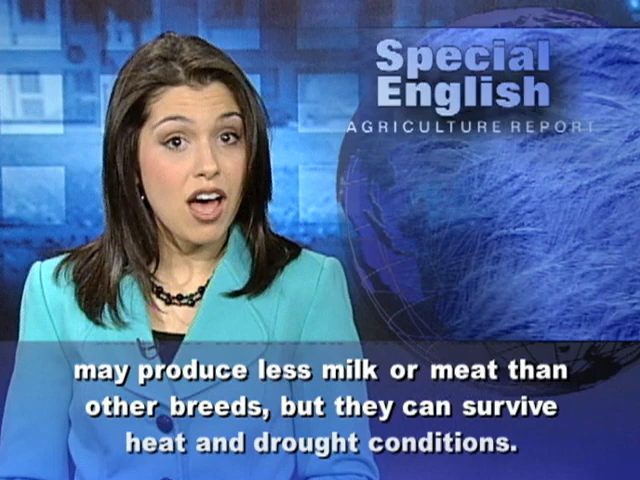 Special
English
AGRICULTURE REPORT
may produce less milk or meat than
other breeds, but they can survive
heat and drought conditions.